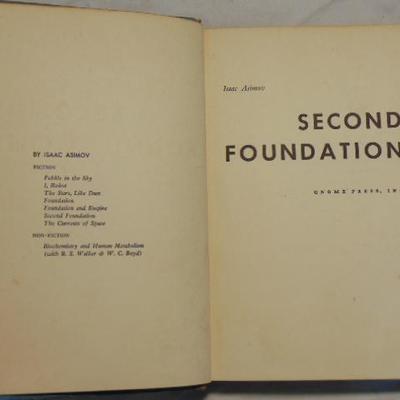 BY ISAAC ASIMOV
FICTION
Pebble in the Sky
I, Robot
The Stars, Like Dust
Foundation
Foundation and Empire
Second Foundation
The Currents of Space
NON-FICTION
Biochemistry and Human Metabolism
(with B. S. Walker & W. C. Boyd)
Isaac Asimov
SECOND
FOUNDATION
GNOME PRESS, IN